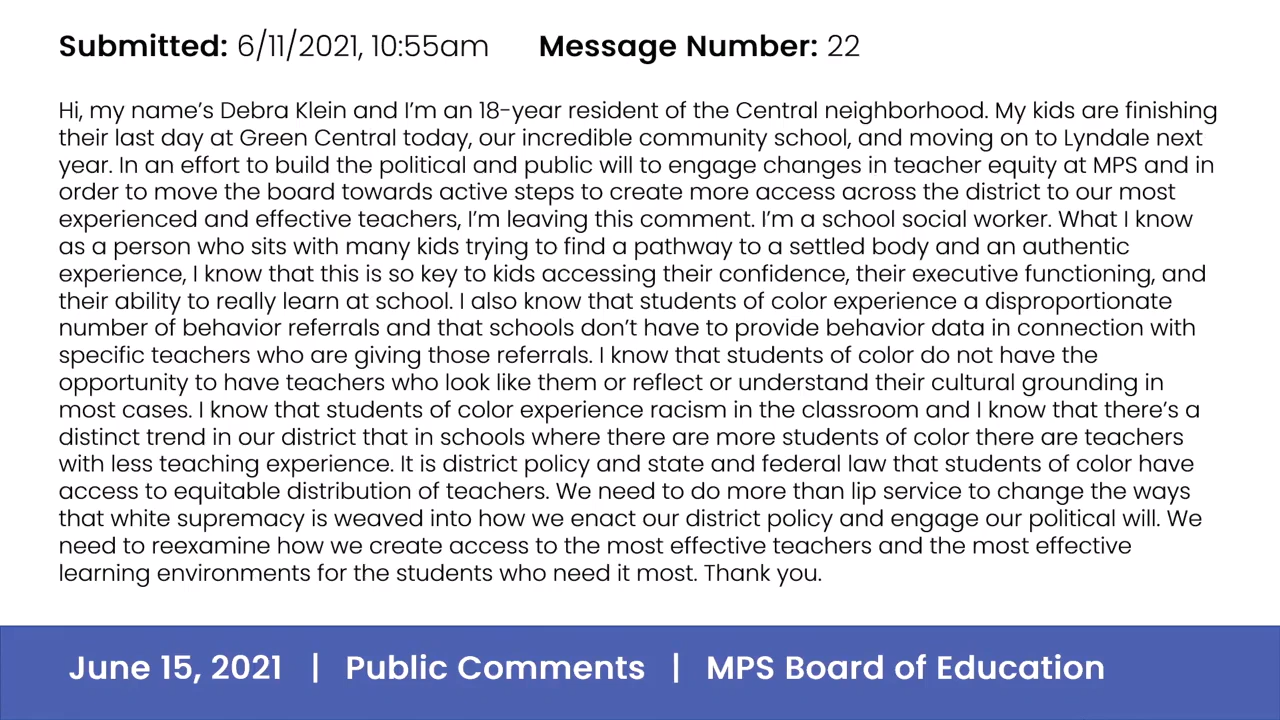 Submitted: 6/11/2021, 10:55am Message Number: 22
Hi, my name's Debra Klein and I'm an 18-year resident of the Central neighborhood. My kids are finishing
their last day at Green Central today, our incredible community school, and moving on to Lyndale next
year. In an effort to build the political and public will to engage changes in teacher equity at MPS and in
order to move the board towards active steps to create more access across the district to our most
experienced and effective teachers, I'm leaving this comment. I'm a school social worker. What I know
as a person who sits with many kids trying to find a pathway to a settled body and an authentic
experience, I know that this is so key to kids accessing their confidence, their executive functioning, and
their ability to really learn at school. I also know that students of color experience a disproportionate
number of behavior referrals and that schools don't have to provide behavior data in connection with
specific teachers who are giving those referrals. I know that students of color do not have the
opportunity to have teachers who look like them or reflect or understand their cultural grounding in
most cases. I know that students of color experience racism in the classroom and I know that there's a
distinct trend in our district that in schools where there are more students of color there are teachers
with less teaching experience. It is district policy and state and federal law that students of color have
access to equitable distribution of teachers. We need to do more than lip service to change the ways
that white supremacy is weaved into how we enact our district policy and engage our political will. We
need to reexamine how we create access to the most effective teachers and the most effective
learning environments for the students who need it most. Thank you.
June 15, 2021 | Public Comments | MPS Board of Education